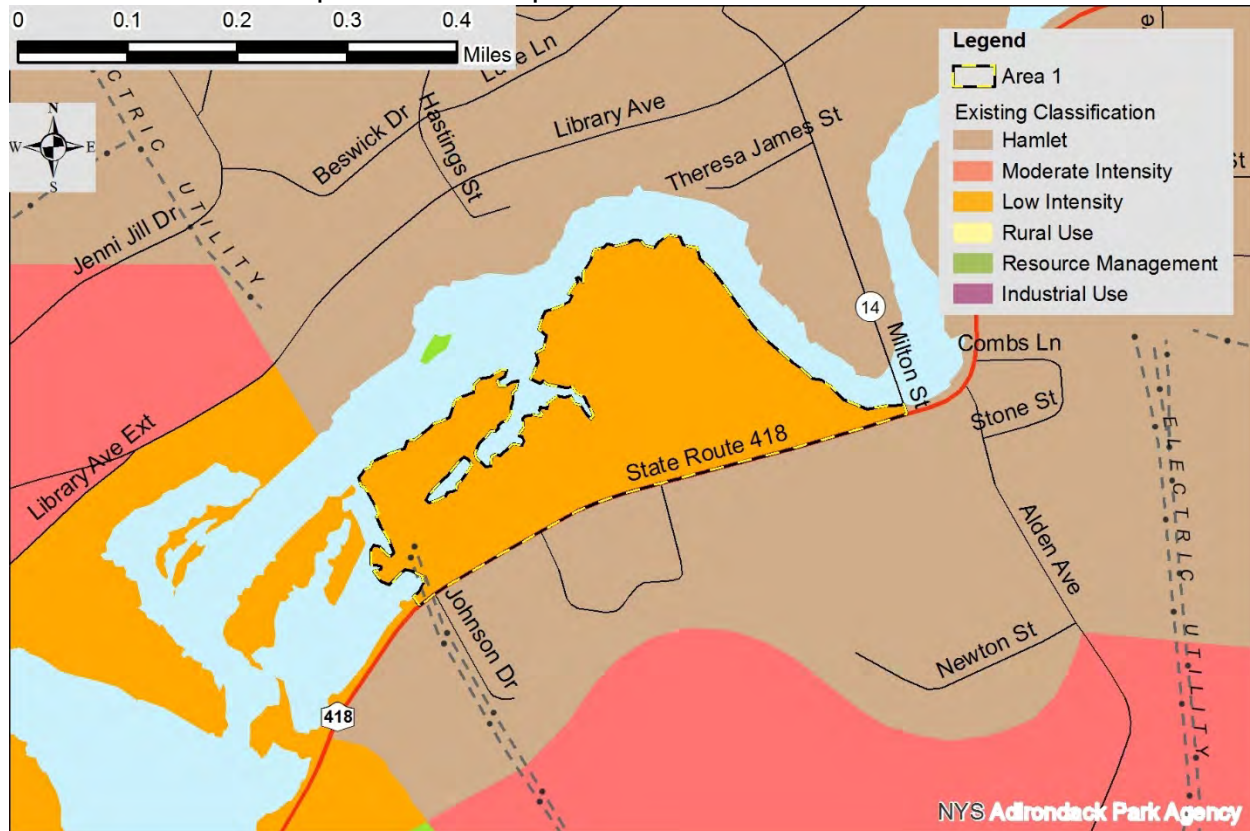 0 0.1 0.2 0.3 0.4
Miles
Legend
Area 1
Existing Classification
Hamlet
Moderate Intensity
Low Intensity
Rural Use
Resource Management
Industrial Use
N
W E
S
ELECTRIC UTILITY
Beswick Dr
Hastings St
Library Ave
Theresa James St
Jenni Jill Dr
14
Milton St
Combs Ln
Stone St
Library Ave Ext
State Route 418
Alden Ave
Johnson Dr
Newton St
418
CTRIC UTILITY
NYS Adirondack Park Agency